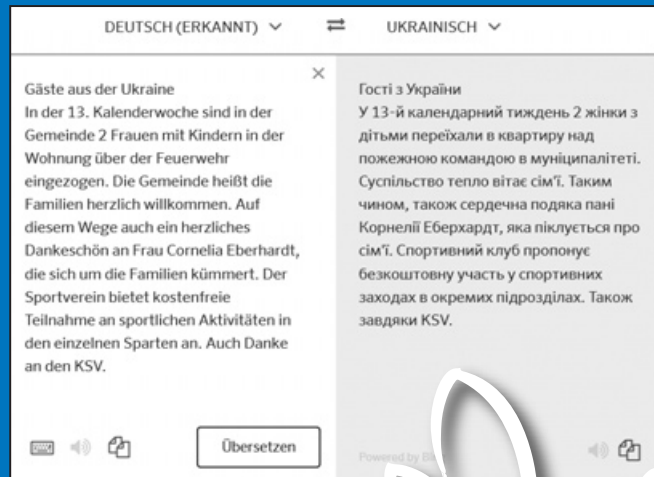 DEUTSCH (ERKANNT)
UKRAINISCH
Gäste aus der Ukraine
In der 13. Kalenderwoche sind in der
Gemeinde 2 Frauen mit Kindern in der
Wohnung über der Feuerwehr
eingezogen. Die Gemeinde heißt die
Familien herzlich willkommen. Auf
diesem Wege auch ein herzliches
Dankeschön an Frau Cornelia Eberhardt,
die sich um die Familien kümmert. Der
Sportverein bietet kostenfreie
Teilnahme an sportlichen Aktivitäten in
den einzelnen Sparten an. Auch Danke
an den KSV.
Übersetzen
Гості з України
У 13-й календарний тиждень 2 жінки з
дітьми переїхали в квартиру над
пожежною командою в муніципалітеті.
Суспільство тепло вітає сім'ї. Таким
чином, також сердечна подяка пані
Корнелії Еберхардт, яка піклується про
сім'ї. Спортивний клуб пропонує
безкоштовну участь у спортивних
заходах в окремих підрозділах. Також
завдяки KSV.
Powered by